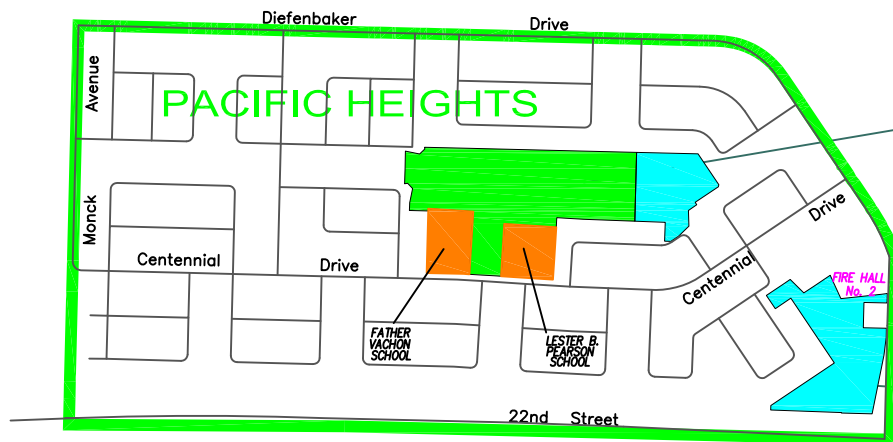 Diefenbaker Drive
Avenue
PACIFIC HEIGHTS
Monck
Drive
Centennial Drive
Centennial
FIRE HALL
No. 2
FATHER
VACHON
SCHOOL
LESTER B.
PEARSON
SCHOOL
22nd Street